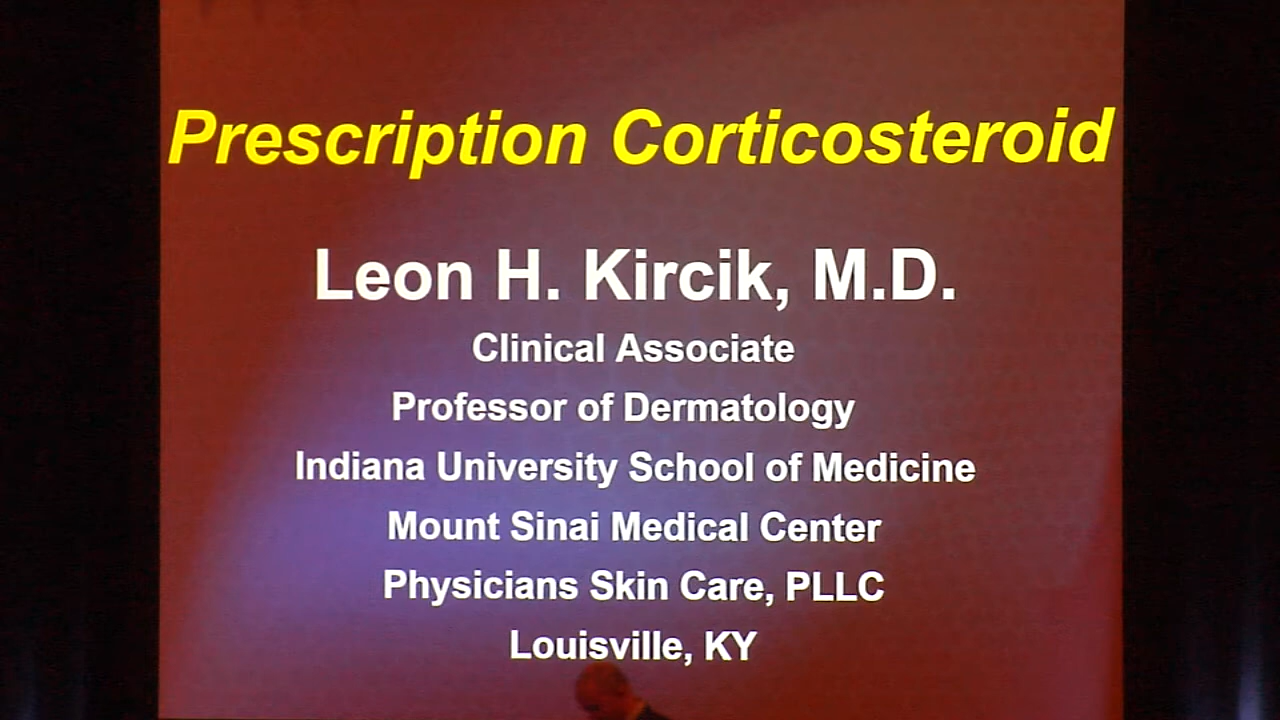 Prescription Corticosteroid
Leon H. Kircik, M.D.
Clinical Associate
Professor of Dermatology
Indiana University School of Medicine
Mount Sinai Medical Center
Physicians Skin Care, PLLC
Louisville, KY